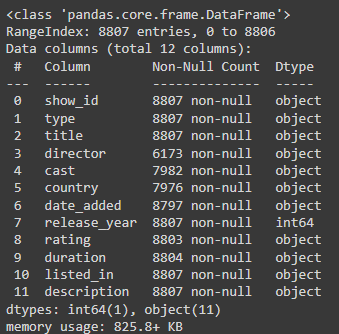 <class 'pandas.core.frame.DataFrame'>
RangeIndex: 8807 entries, 0 to 8806
Data columns (total 12 columns):
 #   Column        Non-Null Count  Dtype
---  ------        --------------  -----
 0   show_id       8807 non-null   object
 1   type          8807 non-null   object
 2   title         8807 non-null   object
 3   director      6173 non-null   object
 4   cast          7982 non-null   object
 5   country       7976 non-null   object
 6   date_added    8797 non-null   object
 7   release_year  8807 non-null   int64
 8   rating        8803 non-null   object
 9   duration      8804 non-null   object
 10  listed_in     8807 non-null   object
 11  description   8807 non-null   object
dtypes: int64(1), object(11)
memory usage: 825.8+ KB